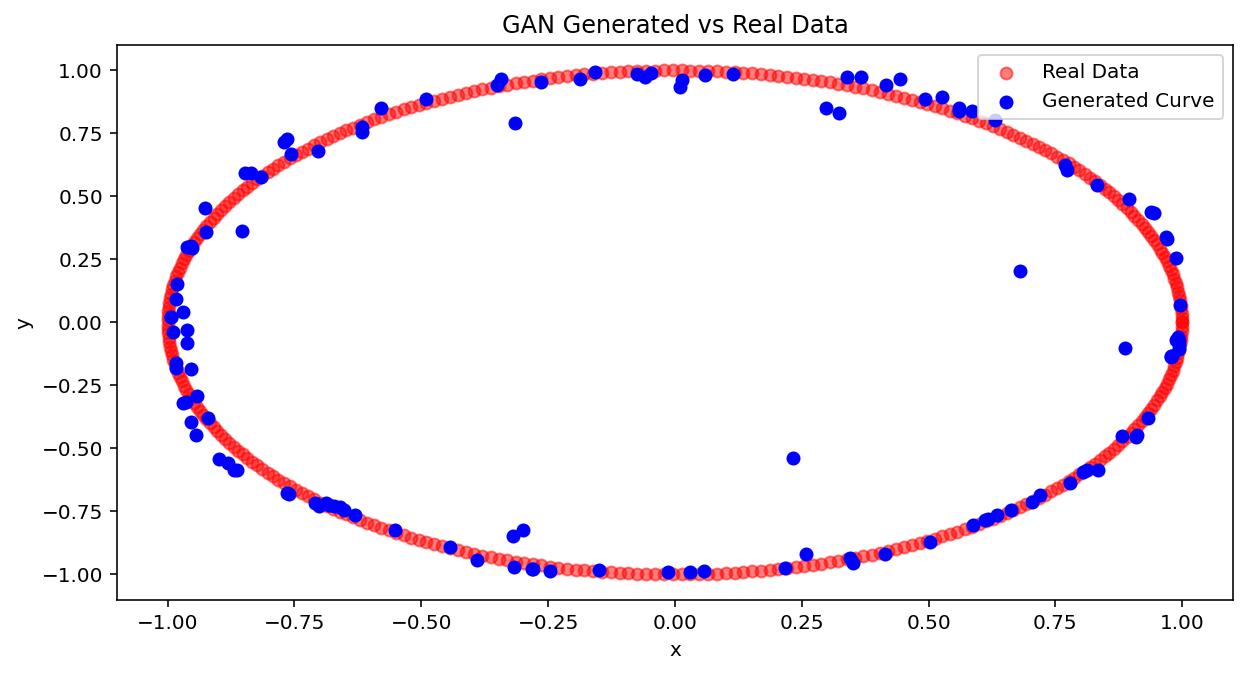 GAN Generated vs Real Data
Real Data
Generated Curve
y
1.00
0.75
0.50
0.25
0.00
−0.25
−0.50
−0.75
−1.00
−1.00 −0.75 −0.50 −0.25 0.00 0.25 0.50 0.75 1.00
x